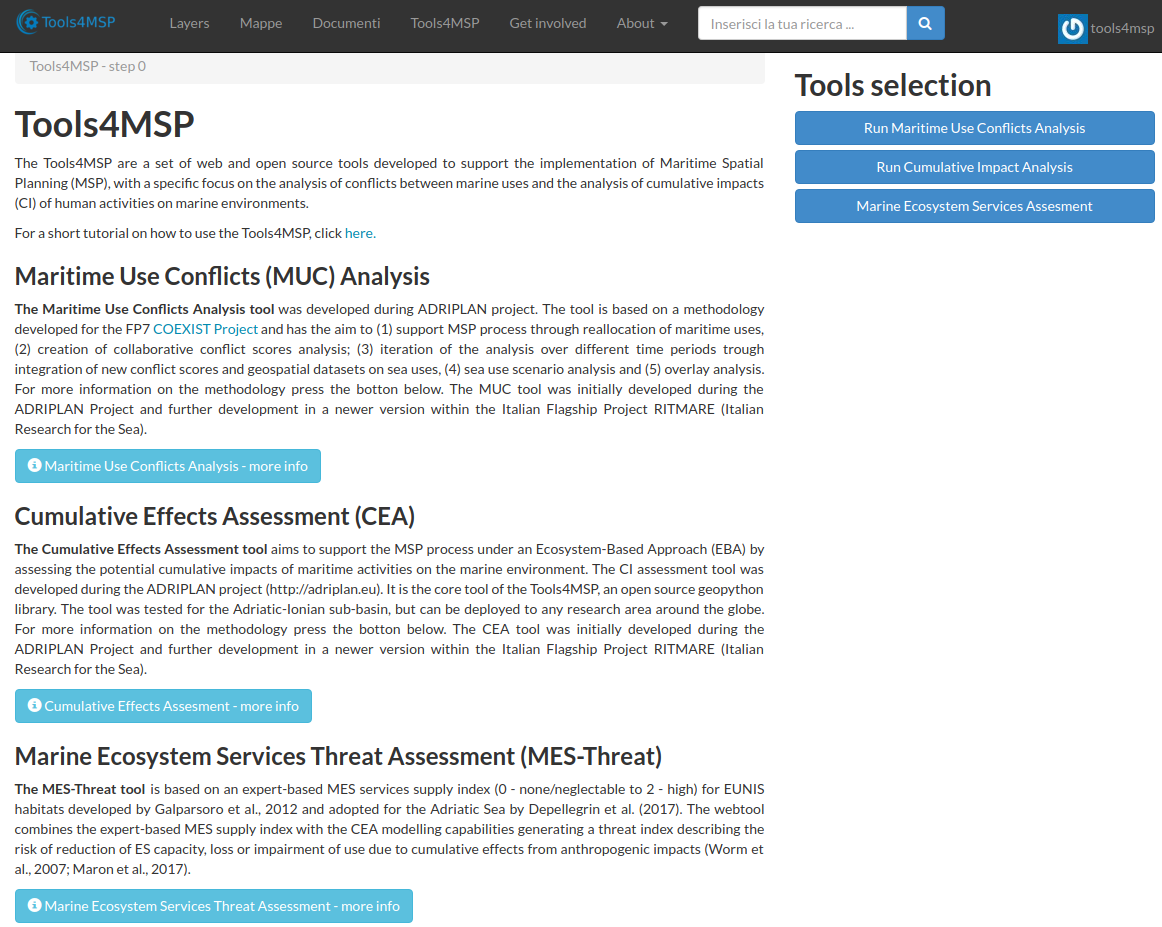 Tools4MSP
Layers
Mappe
Documenti
Tools4MSP
Get involved
About
Inserisci la tua ricerca ...
tools4msp
Tools4MSP - step 0
Tools4MSP
The Tools4MSP are a set of web and open source tools developed to support the implementation of Maritime Spatial
Planning (MSP), with a specific focus on the analysis of conflicts between marine uses and the analysis of cumulative impacts
(CI) of human activities on marine environments.
For a short tutorial on how to use the Tools4MSP, click here.
Maritime Use Conflicts (MUC) Analysis
The Maritime Use Conflicts Analysis tool was developed during ADRIPLAN project. The tool is based on a methodology
developed for the FP7 COEXIST Project and has the aim to (1) support MSP process through reallocation of maritime uses,
(2) creation of collaborative conflict scores analysis; (3) iteration of the analysis over different time periods trough
integration of new conflict scores and geospatial datasets on sea uses, (4) sea use scenario analysis and (5) overlay analysis.
For more information on the methodology press the botton below. The MUC tool was initially developed during the
ADRIPLAN Project and further development in a newer version within the Italian Flagship Project RITMARE (Italian
Research for the Sea).
Maritime Use Conflicts Analysis - more info
Cumulative Effects Assessment (CEA)
The Cumulative Effects Assessment tool aims to support the MSP process under an Ecosystem-Based Approach (EBA) by
assessing the potential cumulative impacts of maritime activities on the marine environment. The CI assessment tool was
developed during the ADRIPLAN project (http://adriplan.eu). It is the core tool of the Tools4MSP, an open source geopython
library. The tool was tested for the Adriatic-Ionian sub-basin, but can be deployed to any research area around the globe.
For more information on the methodology press the botton below. The CEA tool was initially developed during the
ADRIPLAN Project and further development in a newer version within the Italian Flagship Project RITMARE (Italian
Research for the Sea).
Cumulative Effects Assesment - more info
Marine Ecosystem Services Threat Assessment (MES-Threat)
The MES-Threat tool is based on an expert-based MES services supply index (0 - none/neglectable to 2 - high) for EUNIS
habitats developed by Galparsoro et al., 2012 and adopted for the Adriatic Sea by Depellegrin et al. (2017). The webtool
combines the expert-based MES supply index with the CEA modelling capabilities generating a threat index describing the
risk of reduction of ES capacity, loss or impairment of use due to cumulative effects from anthropogenic impacts (Worm et
al., 2007; Maron et al., 2017).
Marine Ecosystem Services Threat Assessment - more info
Tools selection
Run Maritime Use Conflicts Analysis
Run Cumulative Impact Analysis
Marine Ecosystem Services Assesment